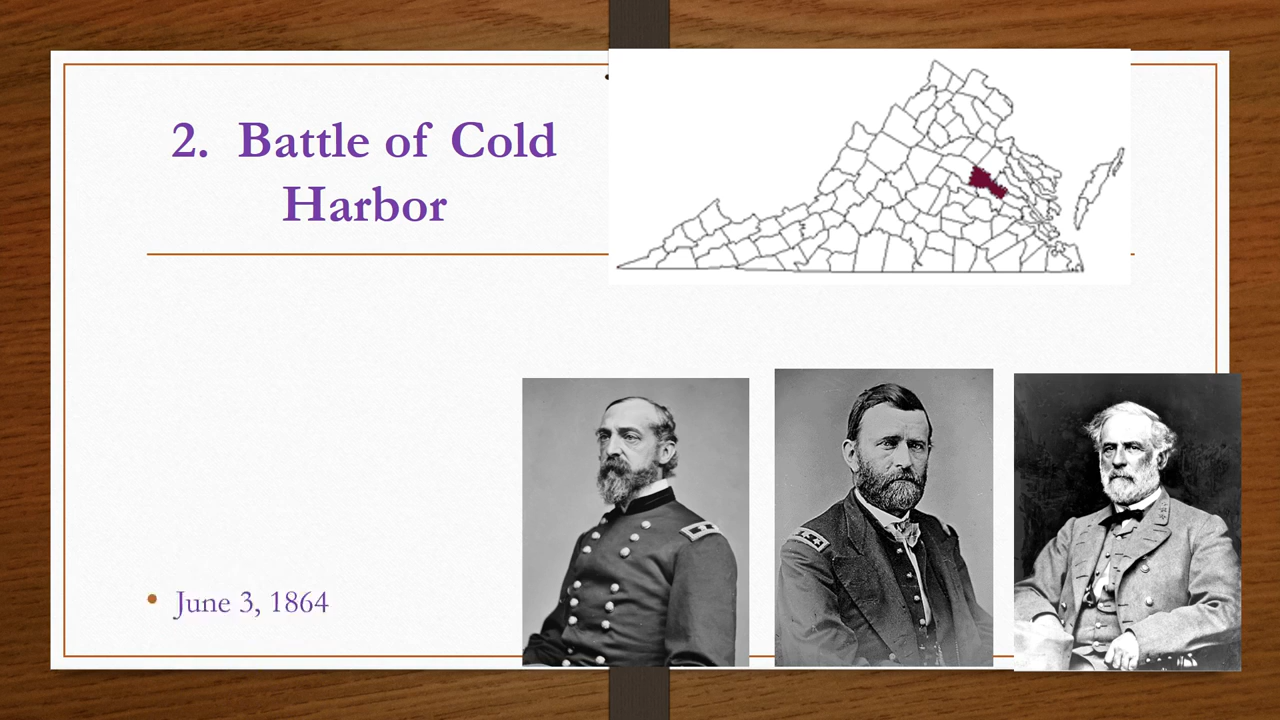 2. Battle of Cold
Harbor
• June 3, 1864